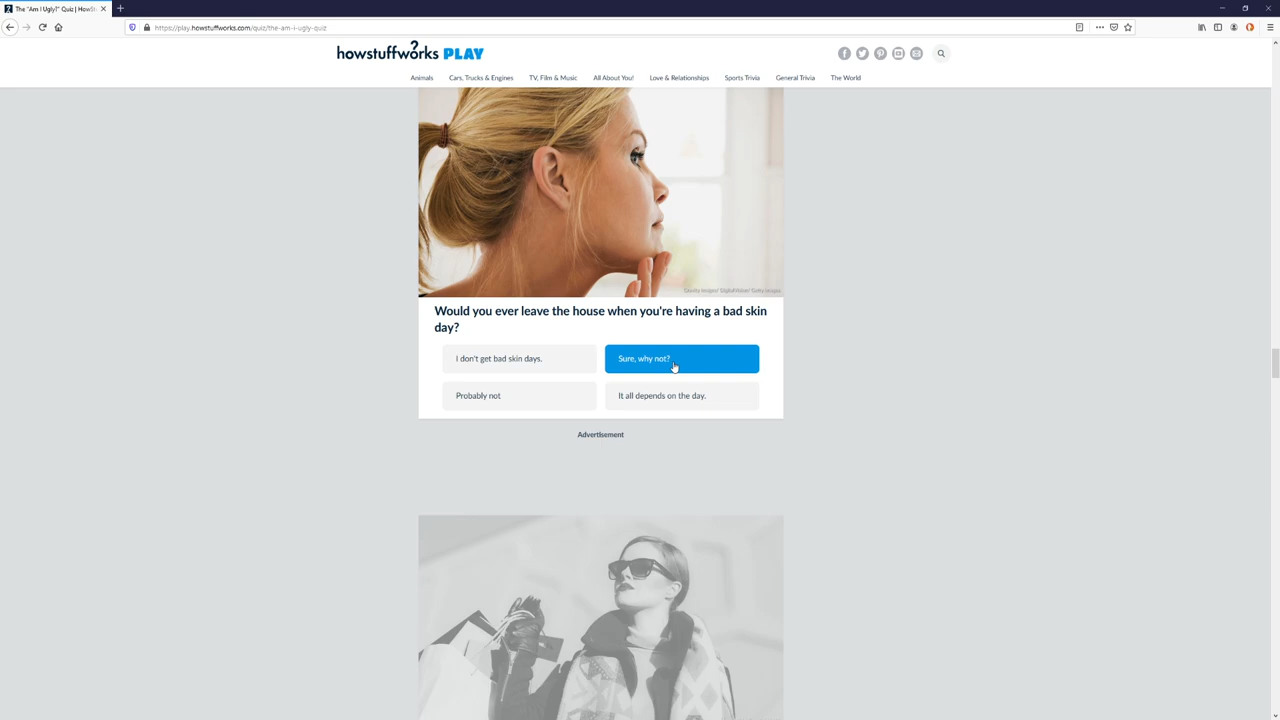 The "Am I Ugly?" Quiz | HowSt
https://play.howstuffworks.com/quiz/the-am-i-ugly-quiz
howstuffworks PLAY
Animals Cars, Trucks & Engines TV, Film & Music All About You! Love & Relationships Sports Trivia General Trivia The World
Would you ever leave the house when you're having a bad skin
day?
I don't get bad skin days. Sure, why not?
Probably not It all depends on the day.
Advertisement